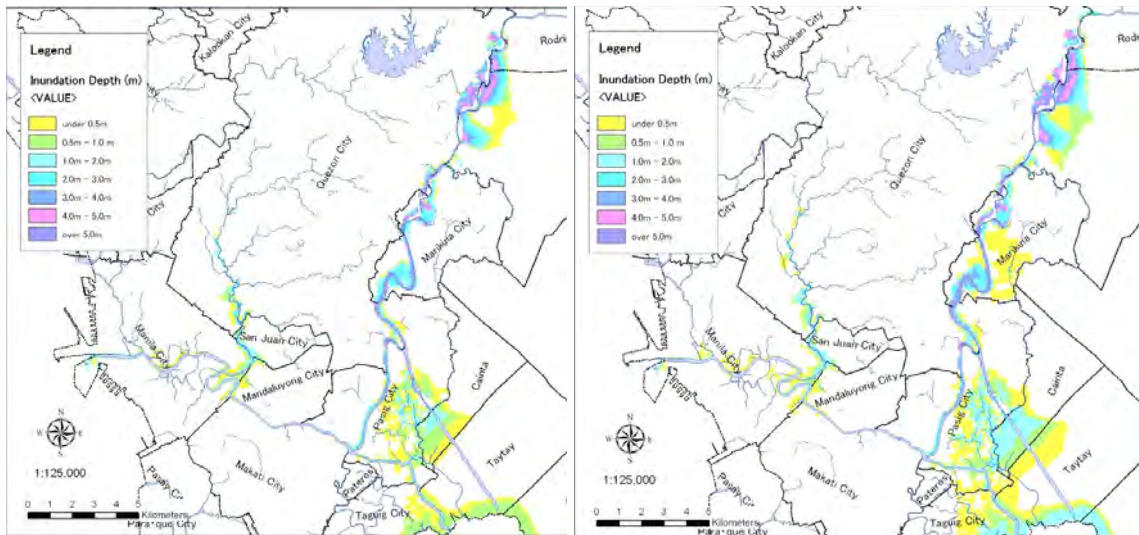 Legend
Inundation Depth (m)
<VALUE>
under 0.5m
0.5m - 1.0 m
1.0m - 2.0m
2.0m - 3.0m
3.0m - 4.0m
4.0m - 5.0m
over 5.0m
Kalookan City
Rodri
Quezon City
City
Marikina City
San Juan City
Manila City
Mandaluyong City
Cainta
Pasig City
N
W E
S
1:125,000
Makati City
Taytay
Pasay C
Pateros
Taguig City
0 1 2 3 4 5
Kilometers
Para que City
Legend
Inundation Depth (m)
<VALUE>
under 0.5m
0.5m - 1.0 m
1.0m - 2.0m
2.0m - 3.0m
3.0m - 4.0m
4.0m - 5.0m
over 5.0m
Kalookan City
Rodri
Quezon City
City
Marikina City
San Juan City
Manila City
Mandaluyong City
Cainta
Pasig City
N
W E
S
1:125,000
Makati City
Taytay
Pasay C
Pateros
Taguig City
0 1 2 3 4 5
Kilometers
Para que City